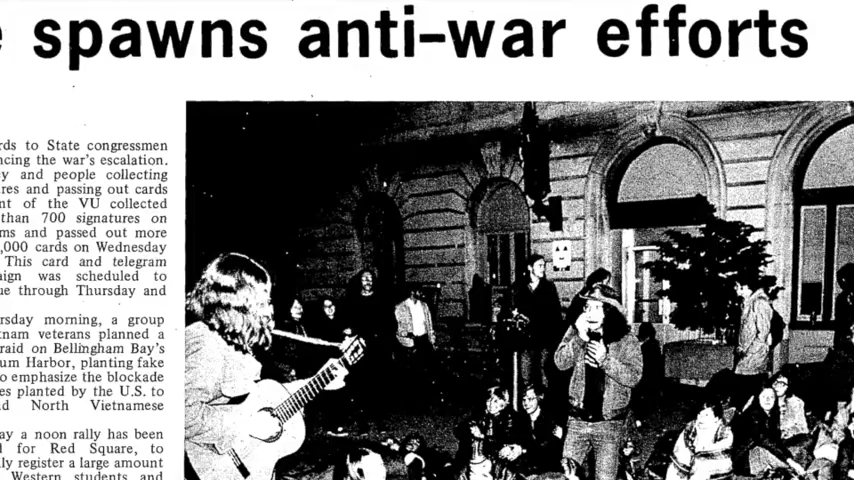 spawns anti-war efforts
rds to State congressmen
ncing the war's escalation.
y and people collecting
res and passing out cards
nt of the VU collected
than 700 signatures on
ms and passed out more
,000 cards on Wednesday
This card and telegram
aign was scheduled to
ue through Thursday and
rsday morning, a group
tnam veterans planned a
raid on Bellingham Bay's
um Harbor, planting fake
o emphasize the blockade
es planted by the U.S. to
d North Vietnamese
ay a noon rally has been
l for Red Square, to
lly register a large amount
Western students and